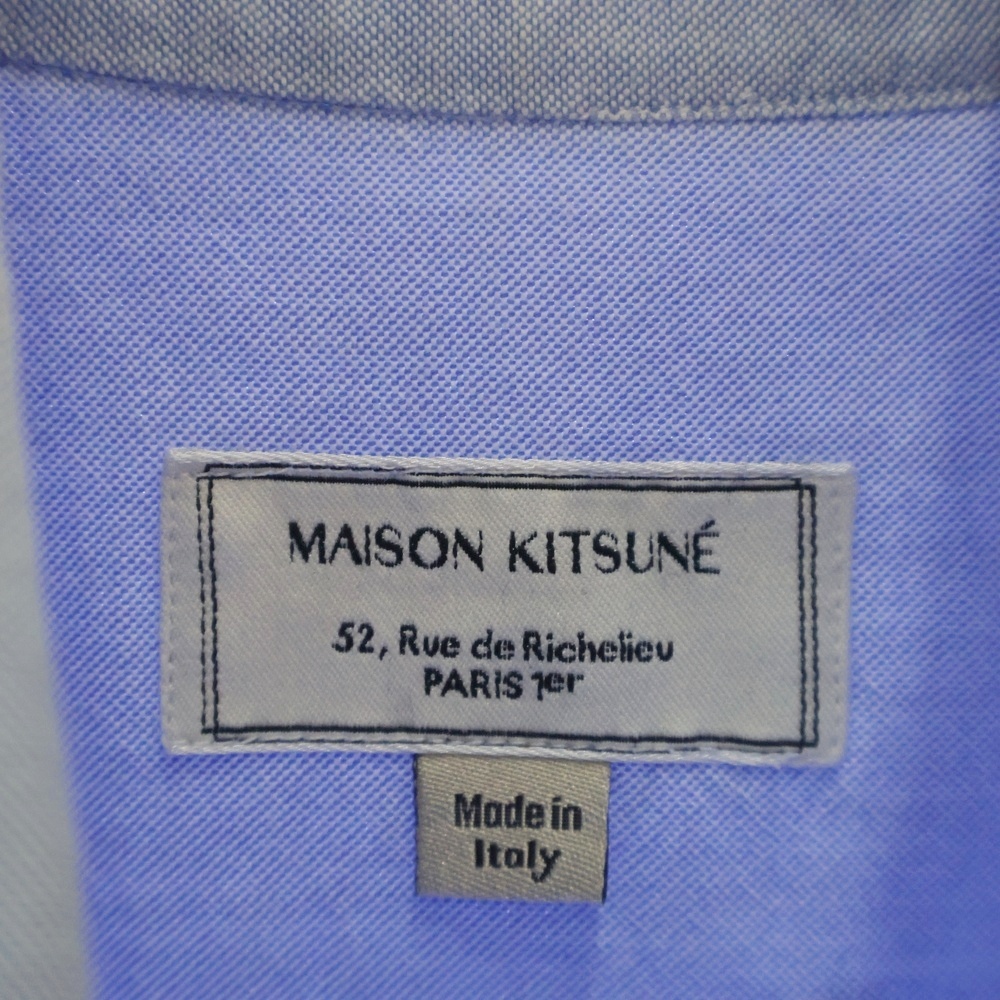 MAISON KITSUNÉ
52, Rue de Richelieu
PARIS 1er
Made in
Italy